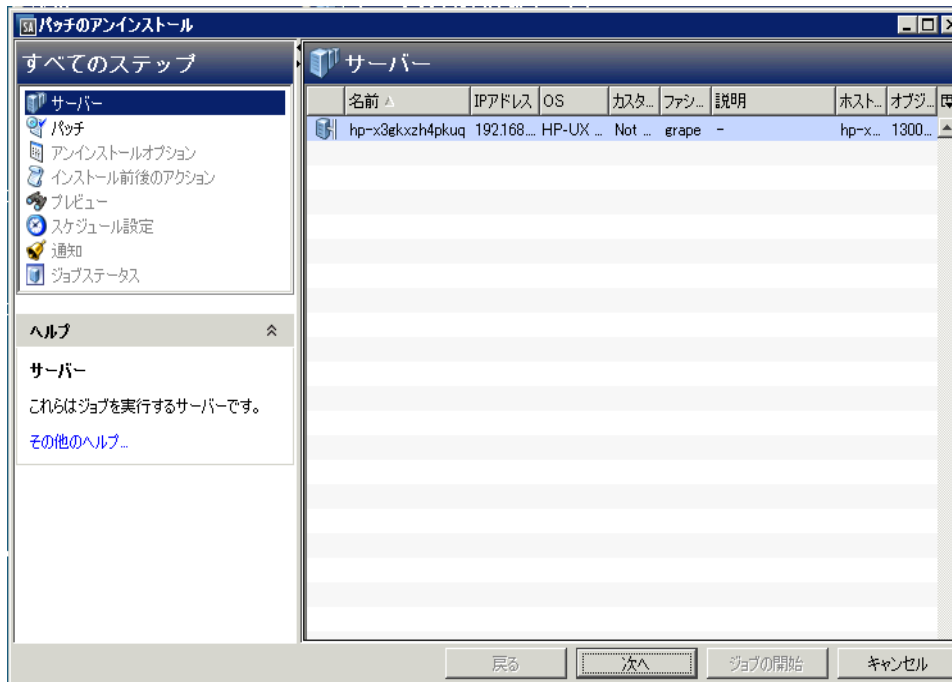 SA パッチのアンインストール
すべてのステップ
サーバー
パッチ
アンインストールオプション
インストール前後のアクション
プレビュー
スケジュール設定
通知
ジョブステータス
ヘルプ
サーバー
これらはジョブを実行するサーバーです。
その他のヘルプ...
サーバー
名前 IPアドレス OS カスタ... ファシ... 説明 ホスト... オブジ...
hp-x3gkxzh4pkuq 192.168.... HP-UX ... Not ... grape - hp-x... 1300...
戻る 次へ ジョブの開始 キャンセル